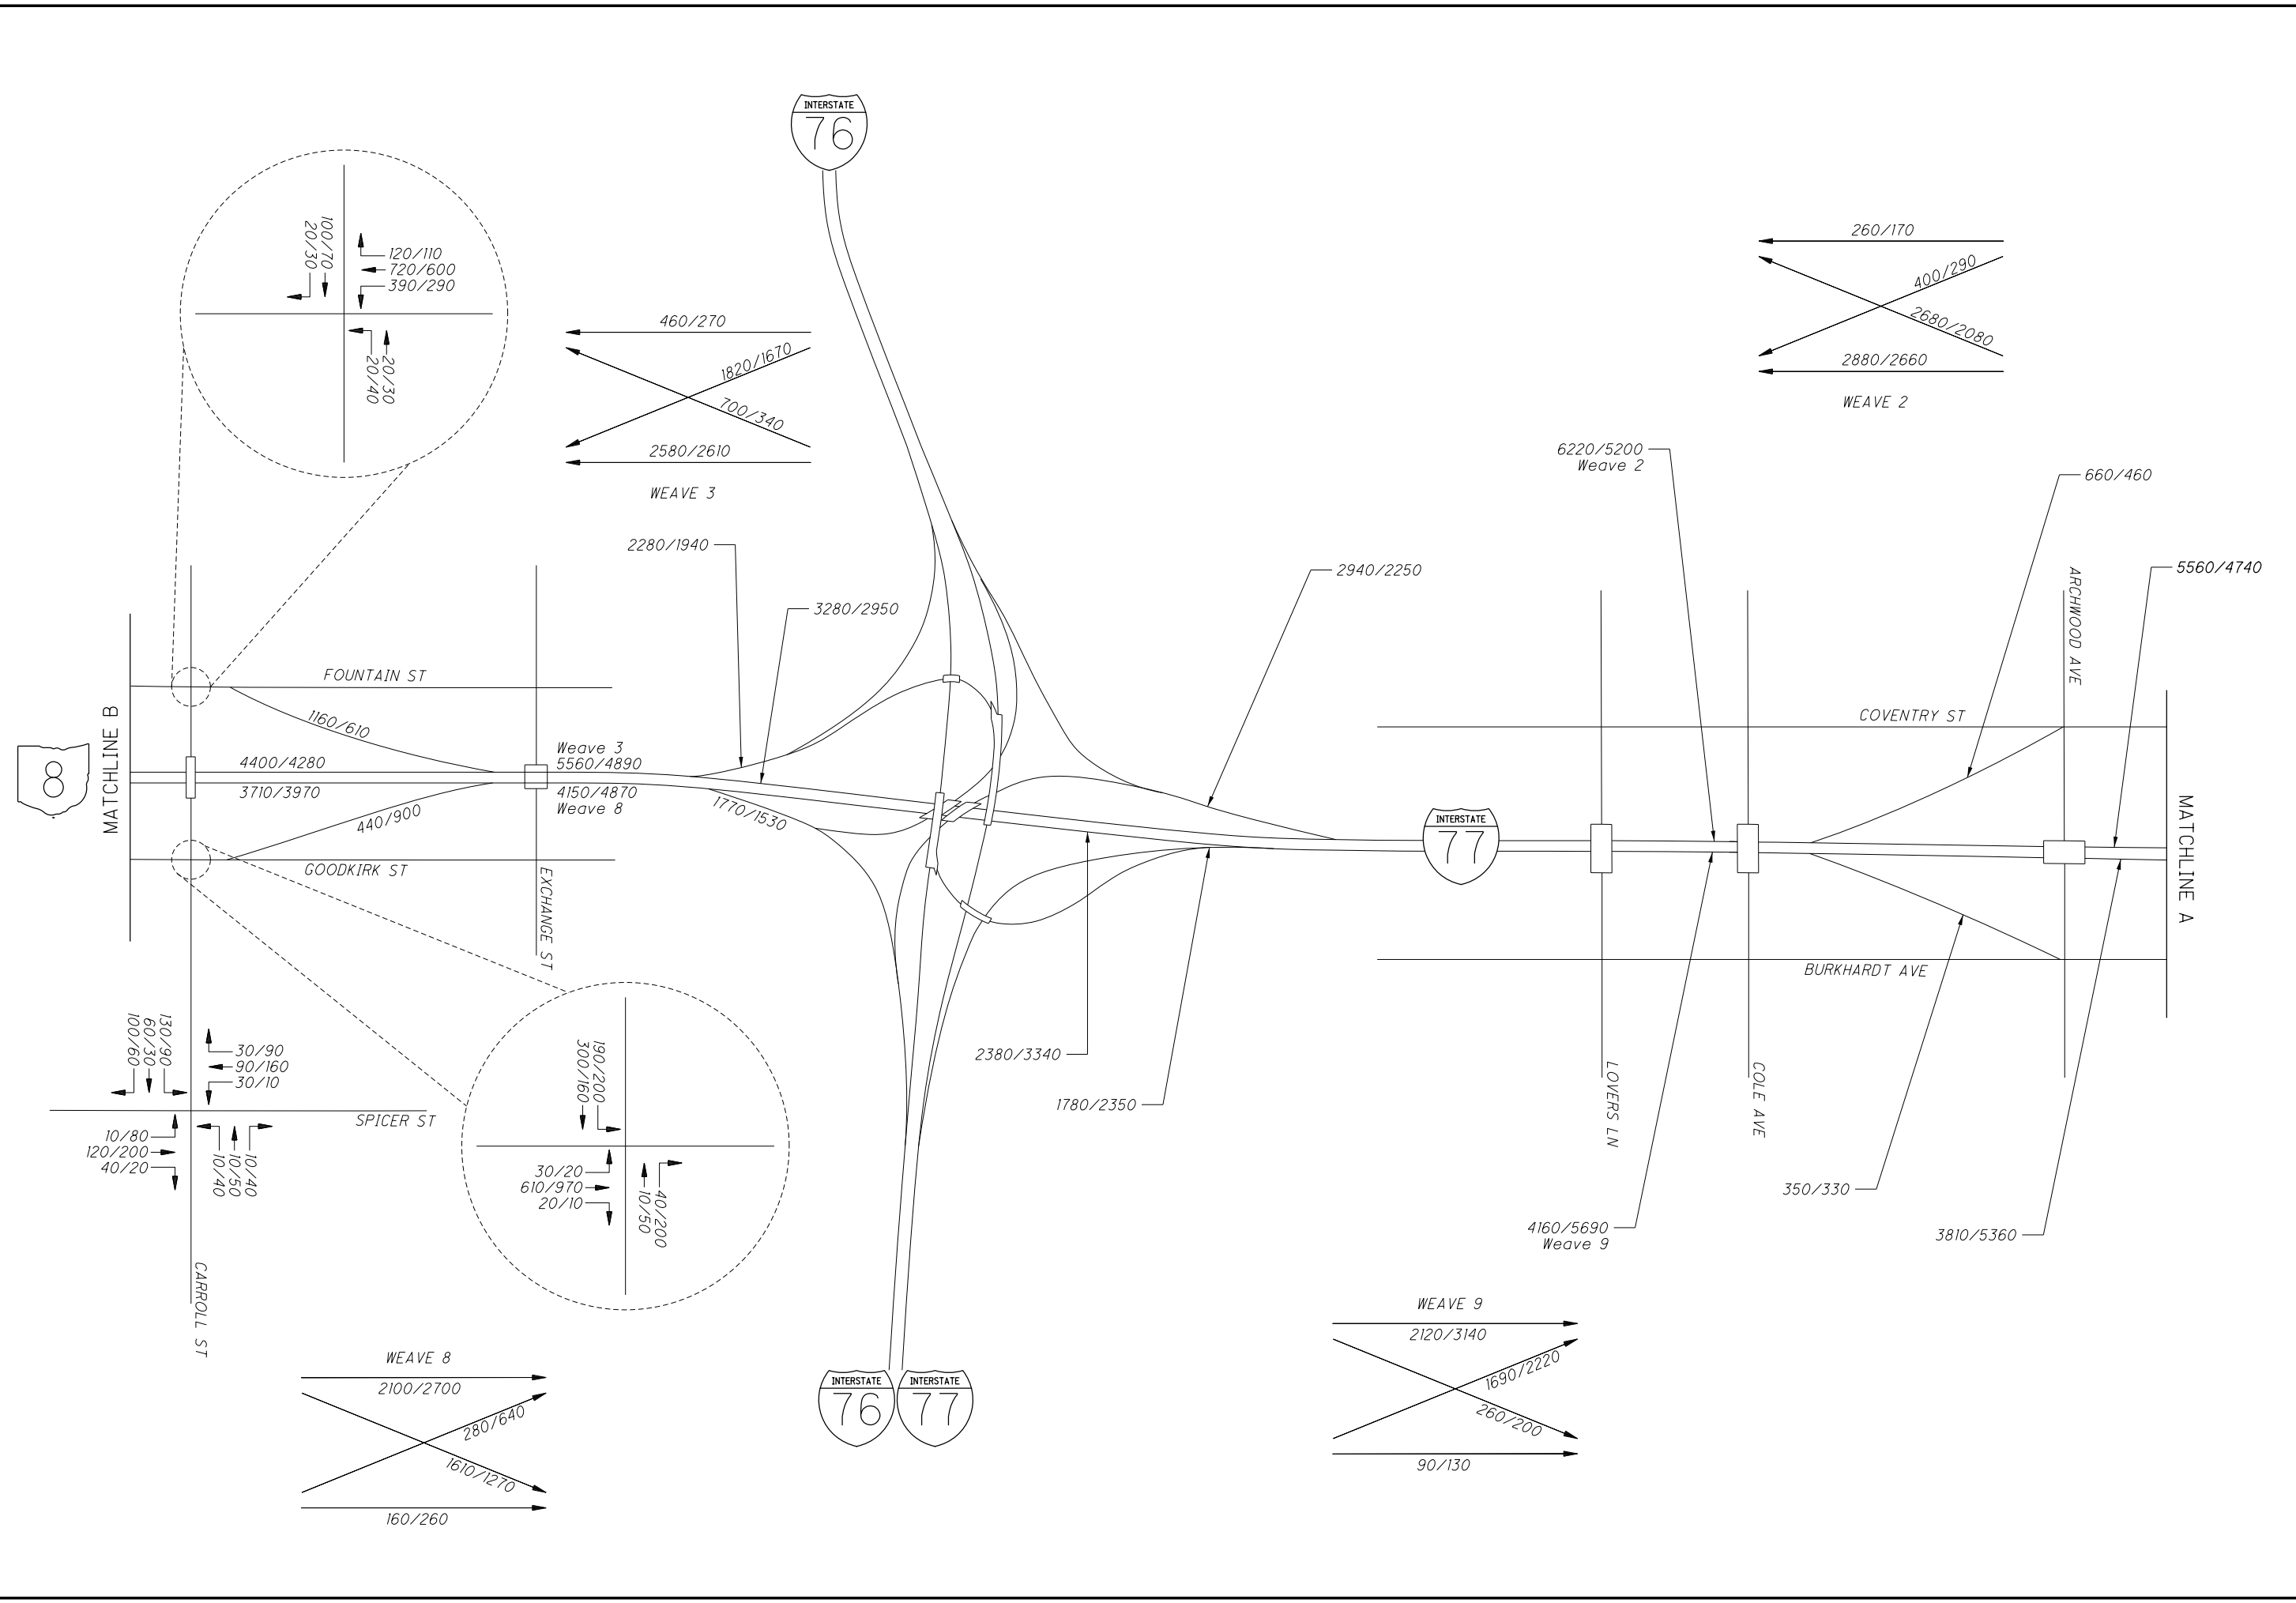 INTERSTATE
76
100/70
20/30
120/110
720/600
390/290
20/30
20/40
460/270
1820/1670
700/340
2580/2610
WEAVE 3
260/170
400/290
2680/2080
2880/2660
WEAVE 2
6220/5200
Weave 2
660/460
5560/4740
ARCHWOOD AVE
2280/1940
3280/2950
2940/2250
FOUNTAIN ST
1160/610
MATCHLINE B
8
4400/4280
3710/3970
Weave 3
5560/4890
4150/4870
Weave 8
440/900
1770/1530
GOODKIRK ST
EXCHANGE ST
COVENTRY ST
INTERSTATE
77
MATCHLINE A
BURKHARDT AVE
LOVERS LN
COLE AVE
2380/3340
1780/2350
350/330
4160/5690
Weave 9
3810/5360
130/90
60/30
100/60
30/90
90/160
30/10
SPICER ST
10/80
120/200
40/20
10/40
10/50
10/40
CARROLL ST
190/200
300/160
30/20
610/970
20/10
40/200
10/50
WEAVE 8
2100/2700
280/640
1610/1270
160/260
INTERSTATE
76
INTERSTATE
77
WEAVE 9
2120/3140
1690/2220
260/200
90/130